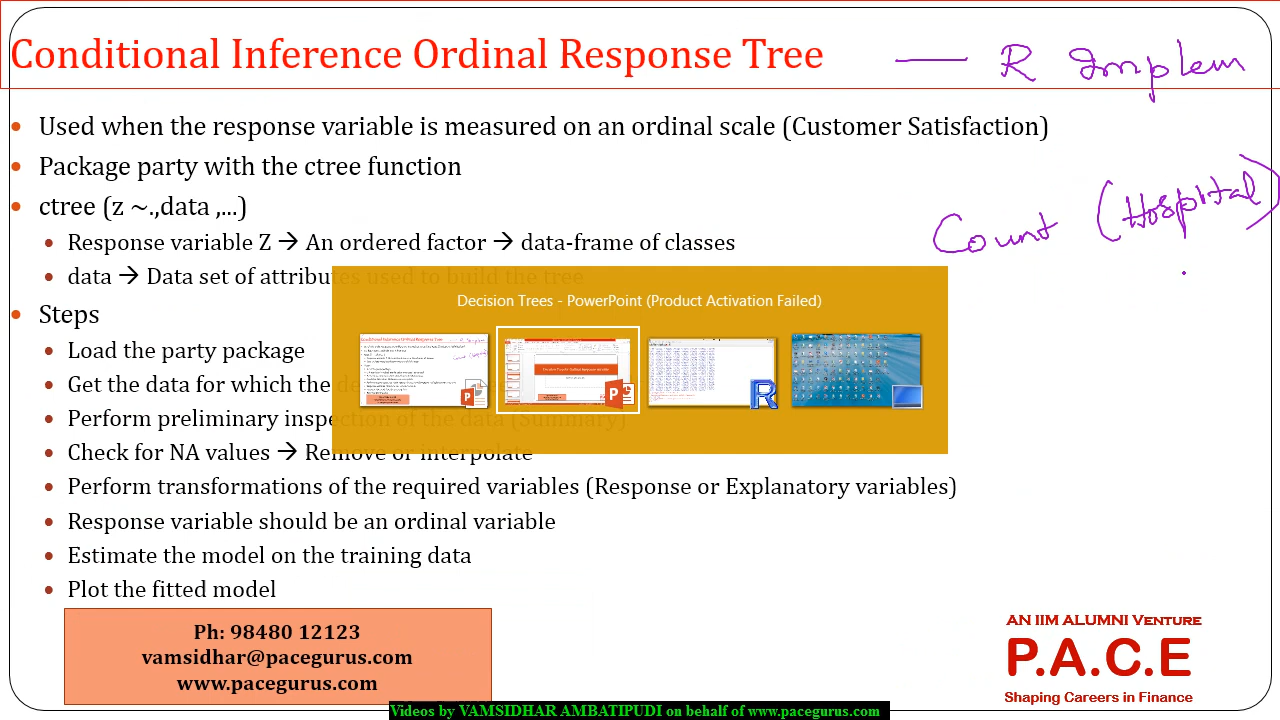 Conditional Inference Ordinal Response Tree — R Implem
• Used when the response variable is measured on an ordinal scale (Customer Satisfaction)
• Package party with the ctree function
• ctree (z ~.,data ,...)
Count (Hospital)
• Response variable Z → An ordered factor → data-frame of classes
• data → Data set of attributes used to build the tree
Decision Trees - PowerPoint (Product Activation Failed)
• Steps
• Load the party package
• Get the data for which the de
• Perform preliminary inspection of the data (Summary)
• Check for NA values → Remove or interpolate
• Perform transformations of the required variables (Response or Explanatory variables)
• Response variable should be an ordinal variable
• Estimate the model on the training data
• Plot the fitted model
Ph: 98480 12123
vamsidhar@pacegurus.com
www.pacegurus.com
AN IIM ALUMNI VENTURE
P.A.C.E
Shaping Careers in Finance
Videos by VAMSIDHAR AMBATIPUDI on behalf of www.pacegurus.com